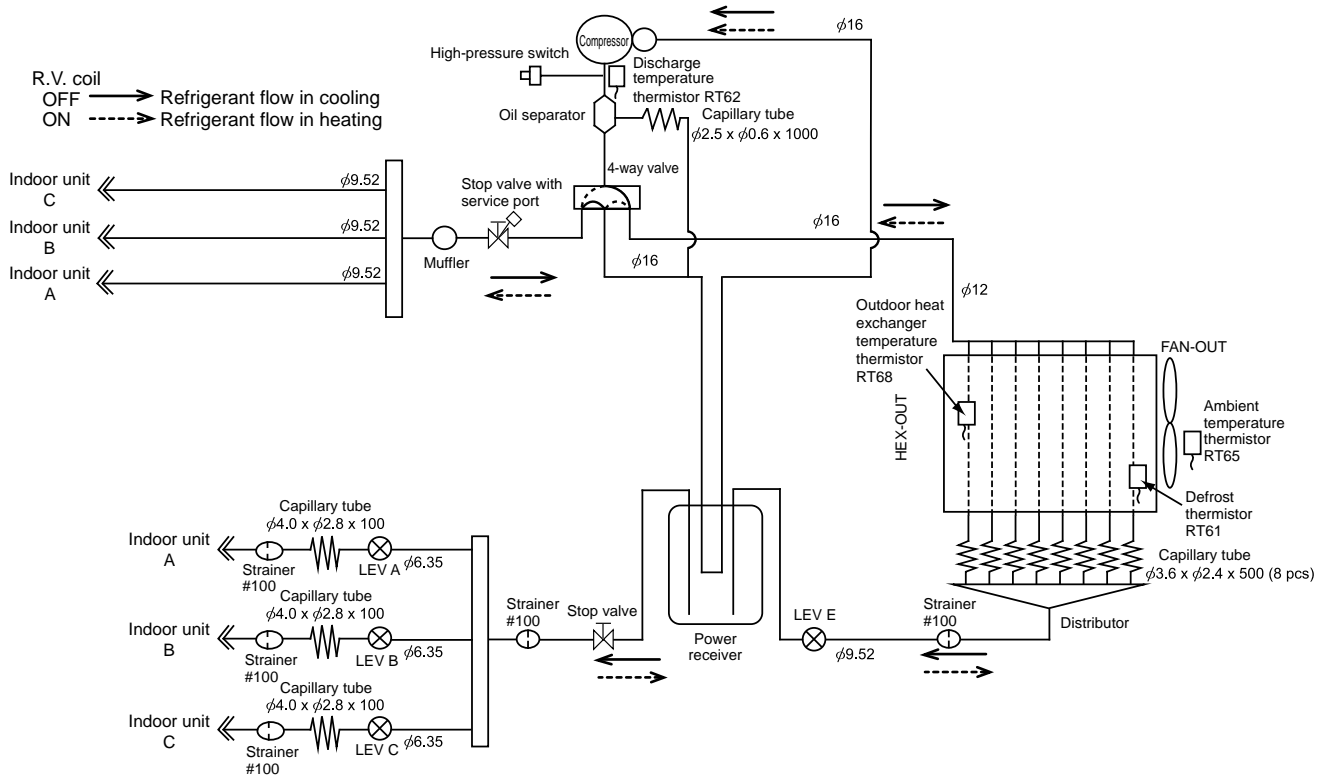 ϕ16
Compressor
High-pressure switch
Discharge
temperature
thermistor RT62
R.V. coil
OFF Refrigerant flow in cooling
ON Refrigerant flow in heating
Oil separator
Capillary tube
ϕ2.5 x ϕ0.6 x 1000
4-way valve
Indoor unit
C
ϕ9.52
Stop valve with
service port
Indoor unit
B
ϕ9.52
ϕ16
Muffler
Indoor unit
A
ϕ9.52
ϕ16
ϕ12
Outdoor heat
exchanger
temperature
thermistor
RT68
FAN-OUT
HEX-OUT
Ambient
temperature
thermistor
RT65
Defrost
thermistor
RT61
Capillary tube
ϕ3.6 x ϕ2.4 x 500 (8 pcs)
Distributor
Capillary tube
ϕ4.0 x ϕ2.8 x 100
Indoor unit
A
Strainer
#100
LEV A
ϕ6.35
Capillary tube
ϕ4.0 x ϕ2.8 x 100
Indoor unit
B
Strainer
#100
LEV B
ϕ6.35
Strainer
#100
Stop valve
Power
receiver
LEV E
ϕ9.52
Strainer
#100
Capillary tube
ϕ4.0 x ϕ2.8 x 100
Indoor unit
C
Strainer
#100
LEV C
ϕ6.35